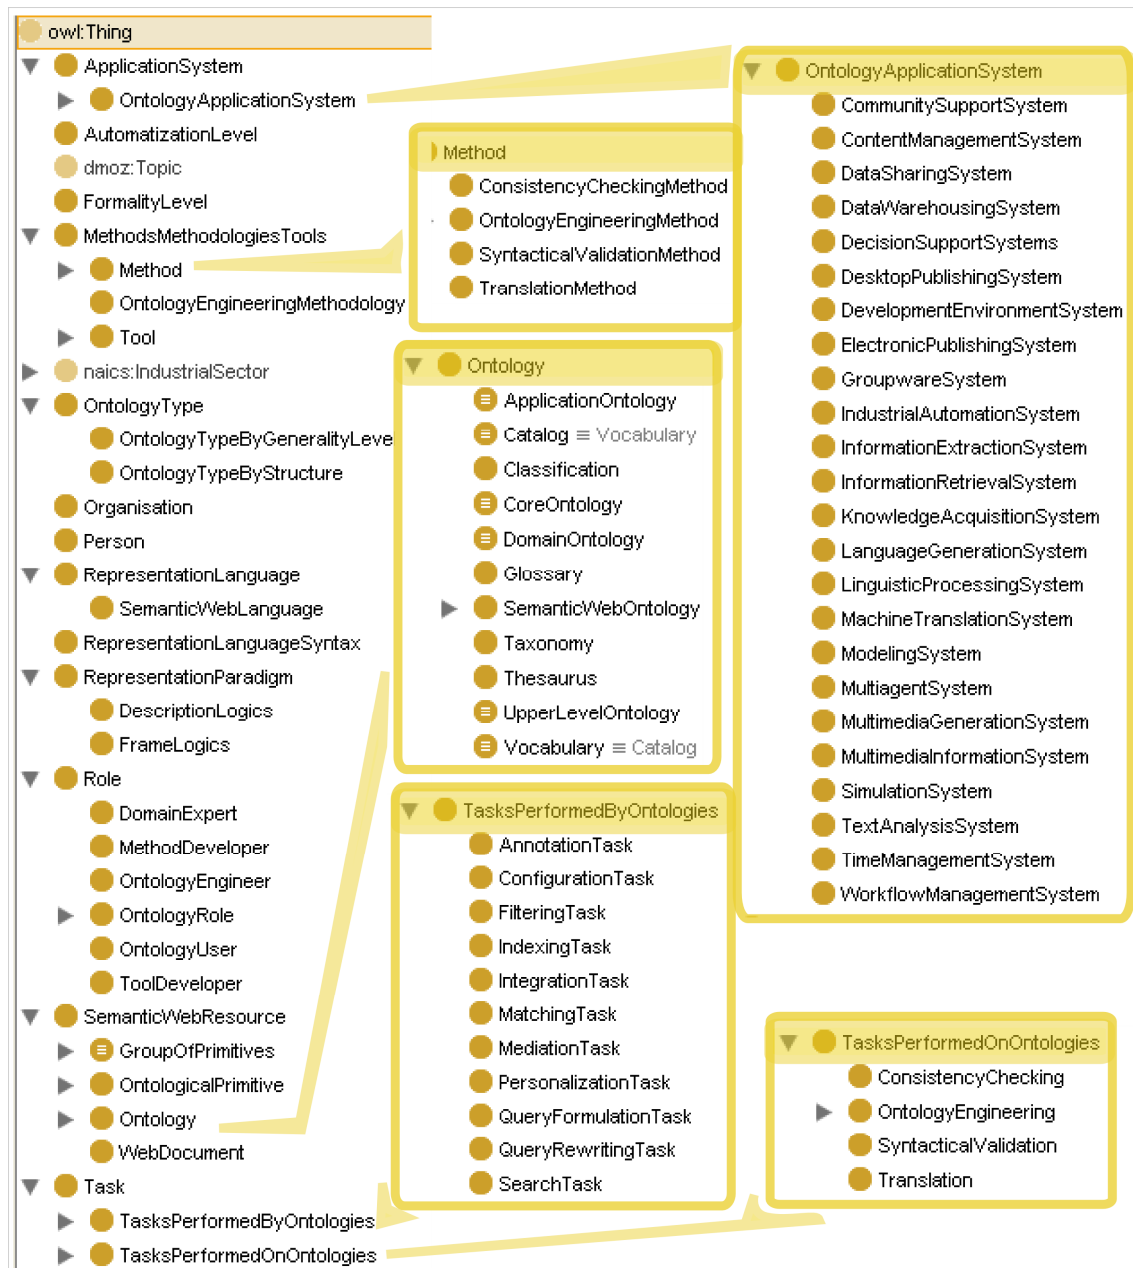 owl:Thing
ApplicationSystem
OntologyApplicationSystem
AutomatizationLevel
dmoz:Topic
FormalityLevel
MethodsMethodologiesTools
Method
OntologyEngineeringMethodology
Tool
naics:IndustrialSector
OntologyType
OntologyTypeByGeneralityLevel
OntologyTypeByStructure
Organisation
Person
RepresentationLanguage
SemanticWebLanguage
RepresentationLanguageSyntax
RepresentationParadigm
DescriptionLogics
FrameLogics
Role
DomainExpert
MethodDeveloper
OntologyEngineer
OntologyRole
OntologyUser
ToolDeveloper
SemanticWebResource
GroupOfPrimitives
OntologicalPrimitive
Ontology
WebDocument
Task
TasksPerformedByOntologies
TasksPerformedOnOntologies
Method
ConsistencyCheckingMethod
OntologyEngineeringMethod
SyntacticalValidationMethod
TranslationMethod
Ontology
ApplicationOntology
Catalog ≡ Vocabulary
Classification
CoreOntology
DomainOntology
Glossary
SemanticWebOntology
Taxonomy
Thesaurus
UpperLevelOntology
Vocabulary ≡ Catalog
TasksPerformedByOntologies
AnnotationTask
ConfigurationTask
FilteringTask
IndexingTask
IntegrationTask
MatchingTask
MediationTask
PersonalizationTask
QueryFormulationTask
QueryRewritingTask
SearchTask
OntologyApplicationSystem
CommunitySupportSystem
ContentManagementSystem
DataSharingSystem
DataWarehousingSystem
DecisionSupportSystems
DesktopPublishingSystem
DevelopmentEnvironmentSystem
ElectronicPublishingSystem
GroupwareSystem
IndustrialAutomationSystem
InformationExtractionSystem
InformationRetrievalSystem
KnowledgeAcquisitionSystem
LanguageGenerationSystem
LinguisticProcessingSystem
MachineTranslationSystem
ModelingSystem
MultiagentSystem
MultimediaGenerationSystem
MultimediaInformationSystem
SimulationSystem
TextAnalysisSystem
TimeManagementSystem
WorkflowManagementSystem
TasksPerformedOnOntologies
ConsistencyChecking
OntologyEngineering
SyntacticalValidation
Translation